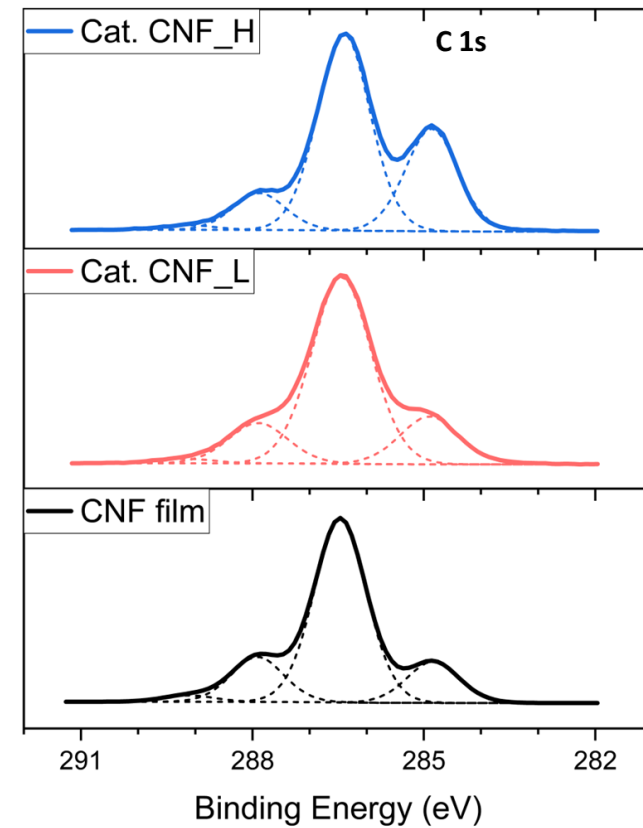 Cat. CNF_H
C 1s
Cat. CNF_L
CNF film
291 288 285 282
Binding Energy (eV)